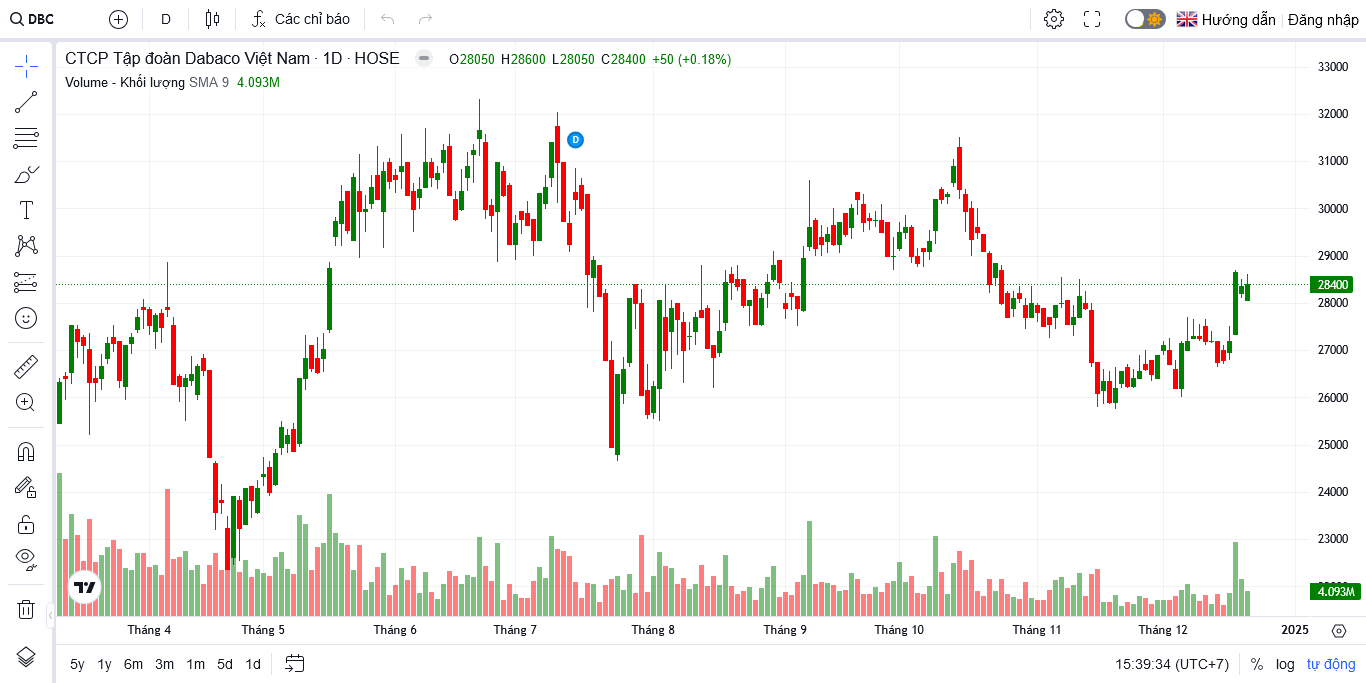 DBC D Các chỉ báo Hướng dẫn Đăng nhập
CTCP Tập đoàn Dabaco Việt Nam · 1D · HOSE O28050 H28600 L28050 C28400 +50 (+0.18%)
Volume - Khối lượng SMA 9 4.093M
33000
32000
31000
D
30000
29000
28400
28000
27000
26000
25000
24000
23000
4.093M
Tháng 4 Tháng 5 Tháng 6 Tháng 7 Tháng 8 Tháng 9 Tháng 10 Tháng 11 Tháng 12 2025
5y 1y 6m 3m 1m 5d 1d 15:39:34 (UTC+7) % log tự động